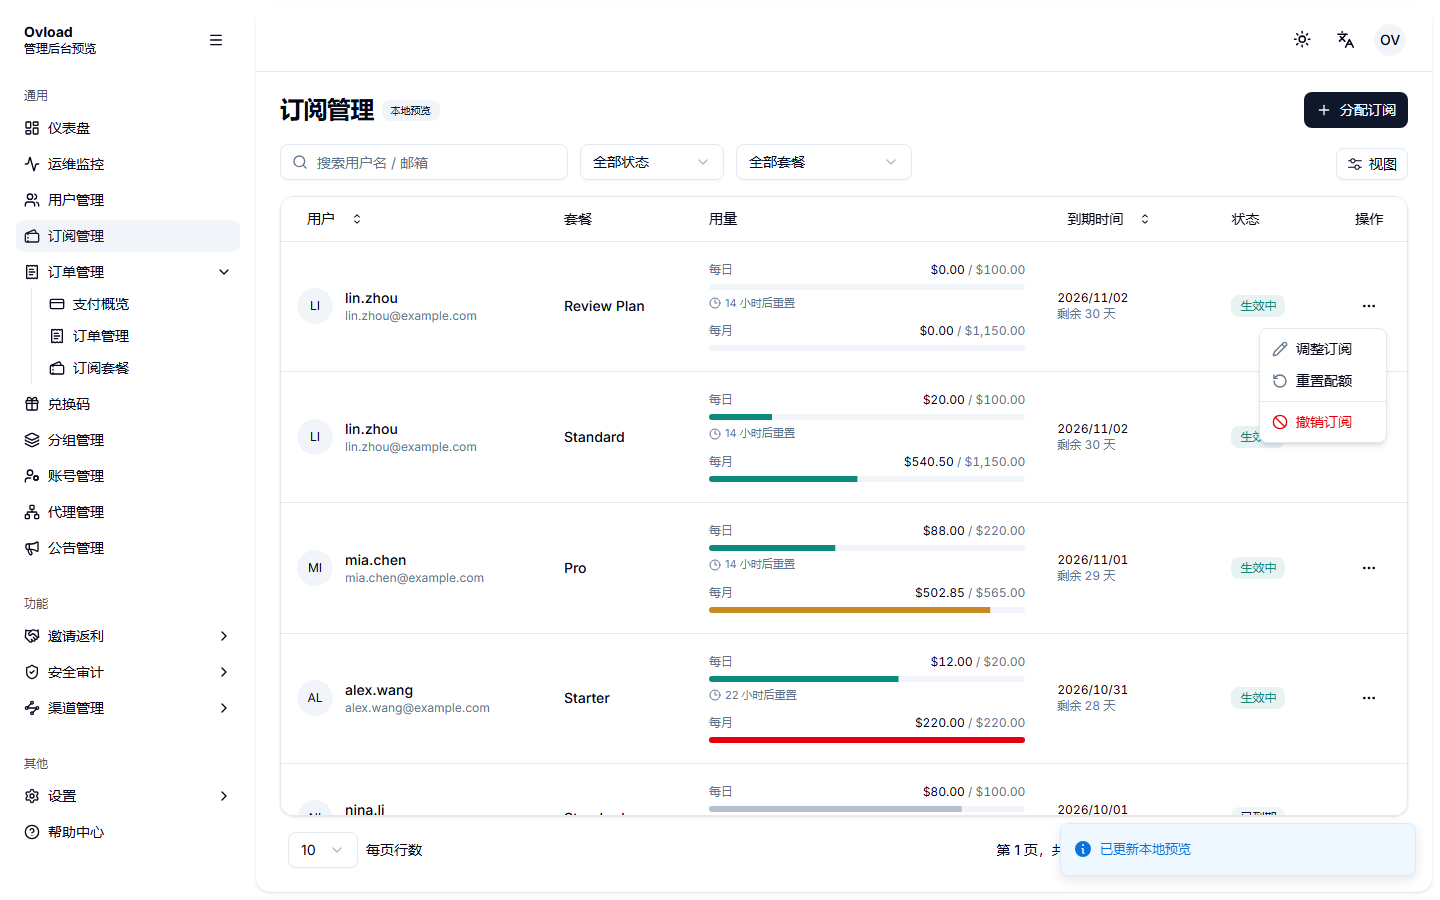 Ovload
管理后台预览
OV
通用
仪表盘
运维监控
用户管理
订阅管理
订单管理
支付概览
订单管理
订阅套餐
兑换码
分组管理
账号管理
代理管理
公告管理
功能
邀请返利
安全审计
渠道管理
其他
设置
帮助中心
订阅管理 本地预览
分配订阅
搜索用户名 / 邮箱
全部状态
全部套餐
视图
用户 套餐 用量 到期时间 状态 操作
LI
lin.zhou
lin.zhou@example.com
Review Plan
每日 $0.00 / $100.00
14 小时后重置
每月 $0.00 / $1,150.00
2026/11/02
剩余 30 天
生效中
调整订阅
重置配额
撤销订阅
LI
lin.zhou
lin.zhou@example.com
Standard
每日 $20.00 / $100.00
14 小时后重置
每月 $540.50 / $1,150.00
2026/11/02
剩余 30 天
生
MI
mia.chen
mia.chen@example.com
Pro
每日 $88.00 / $220.00
14 小时后重置
每月 $502.85 / $565.00
2026/11/01
剩余 29 天
生效中
AL
alex.wang
alex.wang@example.com
Starter
每日 $12.00 / $20.00
22 小时后重置
每月 $220.00 / $220.00
2026/10/31
剩余 28 天
生效中
nina.li
每日 $80.00 / $100.00
2026/10/01
10 每页行数
第 1 页，
已更新本地预览